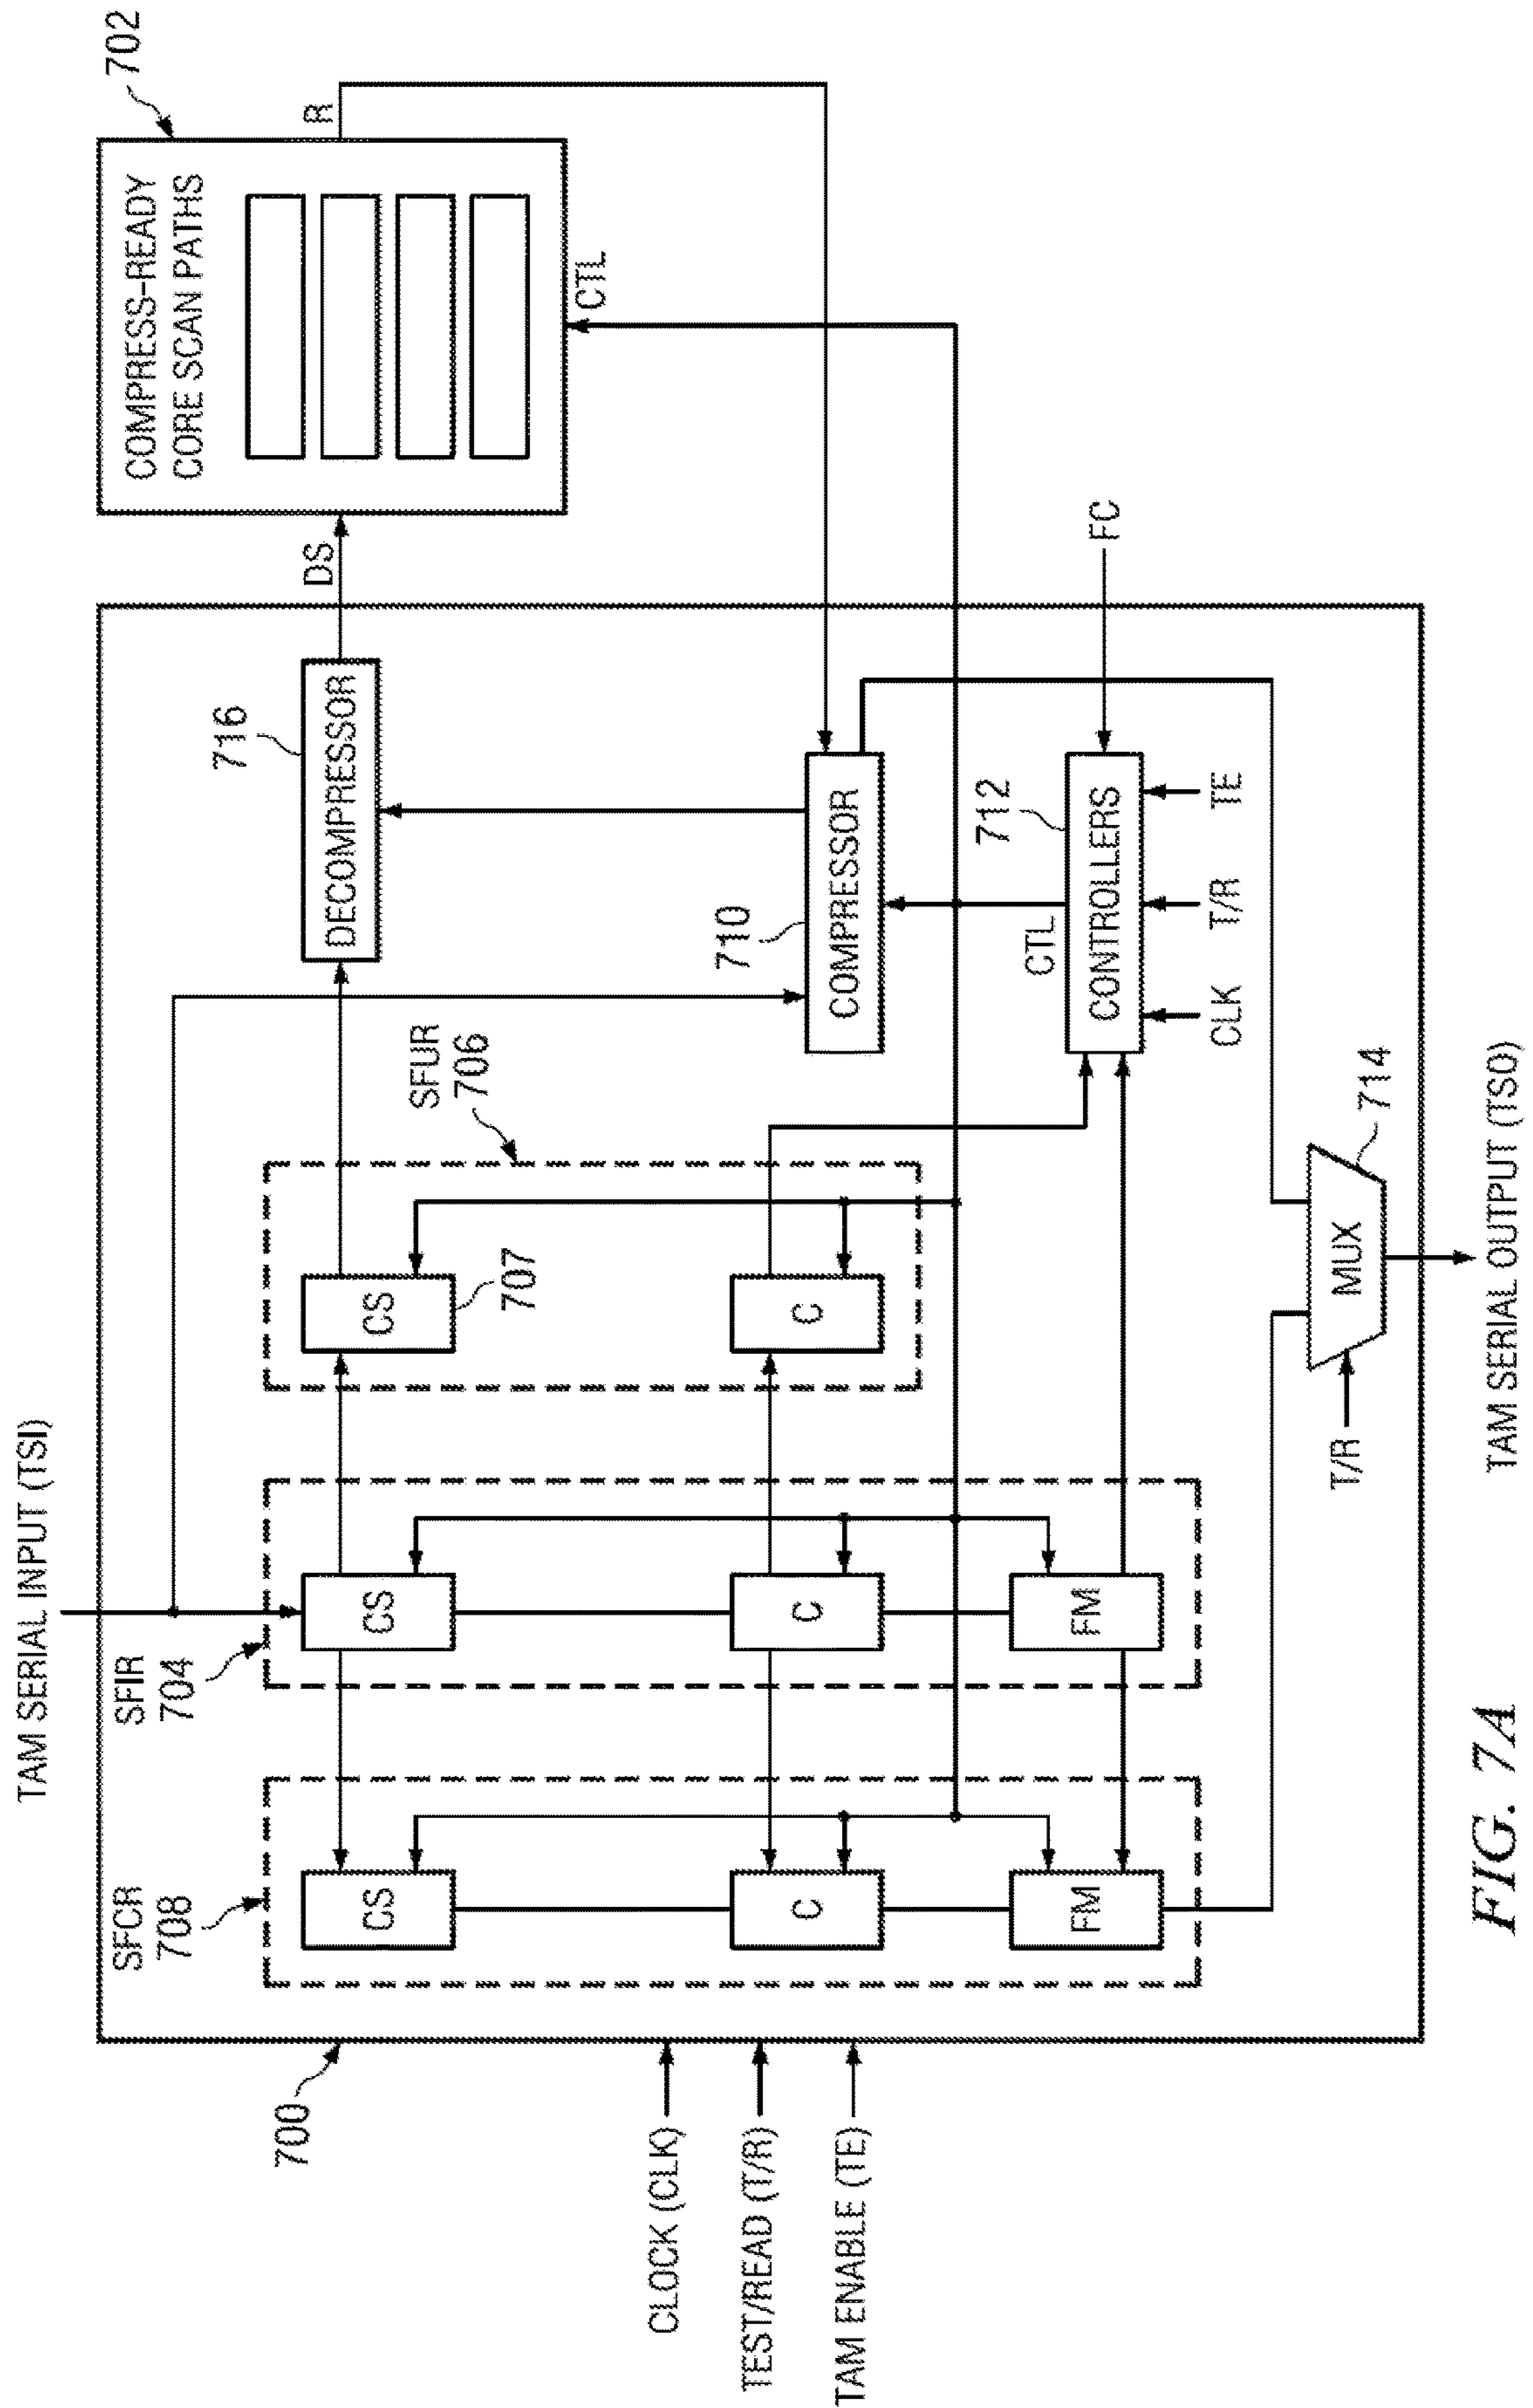 TAM SERIAL INPUT (TSI)
702
COMPRESS-READY
CORE SCAN PATHS
R
CTL
DS
716
DECOMPRESSOR
SFUR
706
CS
707
C
710
COMPRESSOR
712
CTL
CONTROLLERS
FC
CLK
T/R
TE
SFIR
704
CS
C
FM
SFCR
708
CS
C
FM
T/R
MUX
714
TAM SERIAL OUTPUT (TSO)
700
CLOCK (CLK)
TEST/READ (T/R)
TAM ENABLE (TE)
FIG. 7A